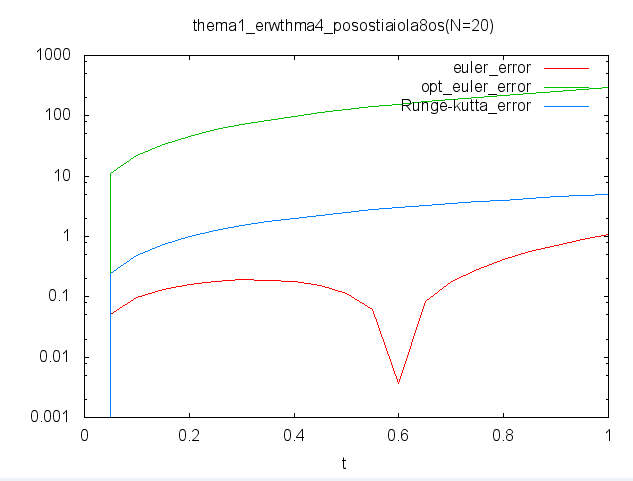 thema1_erwthma4_posostiaiola8os(N=20)
1000
100
10
1
0.1
0.01
0.001
euler_error
opt_euler_error
Runge-kutta_error
0 0.2 0.4 0.6 0.8 1
t